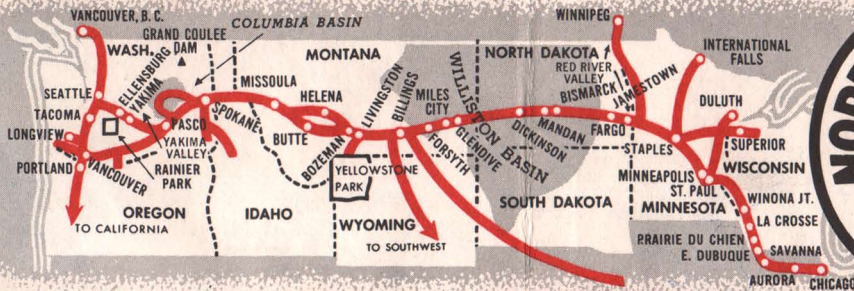 VANCOUVER, B. C.
GRAND COULEE
DAM
COLUMBIA BASIN
WASH.
MONTANA
WINNIPEG
NORTH DAKOTA
RED RIVER
VALLEY
INTERNATIONAL
FALLS
SEATTLE
TACOMA
LONGVIEW
PORTLAND
VANCOUVER
ELLENSBURG
YAKIMA
PASCO
YAKIMA
VALLEY
RAINIER
PARK
SPOKANE
MISSOULA
HELENA
BUTTE
BOZEMAN
LIVINGSTON
BILLINGS
MILES
CITY
FORSYTH
GLENDIVE
WILLISTON BASIN
DICKINSON
MANDAN
BISMARCK
JAMESTOWN
FARGO
STAPLES
DULUTH
SUPERIOR
MINNEAPOLIS
ST. PAUL
WISCONSIN
MINNESOTA
WINONA JT.
LA CROSSE
PRAIRIE DU CHIEN
E. DUBUQUE
SAVANNA
AURORA
CHICAGO
OREGON
TO CALIFORNIA
IDAHO
YELLOWSTONE
PARK
WYOMING
TO SOUTHWEST
SOUTH DAKOTA
NOR